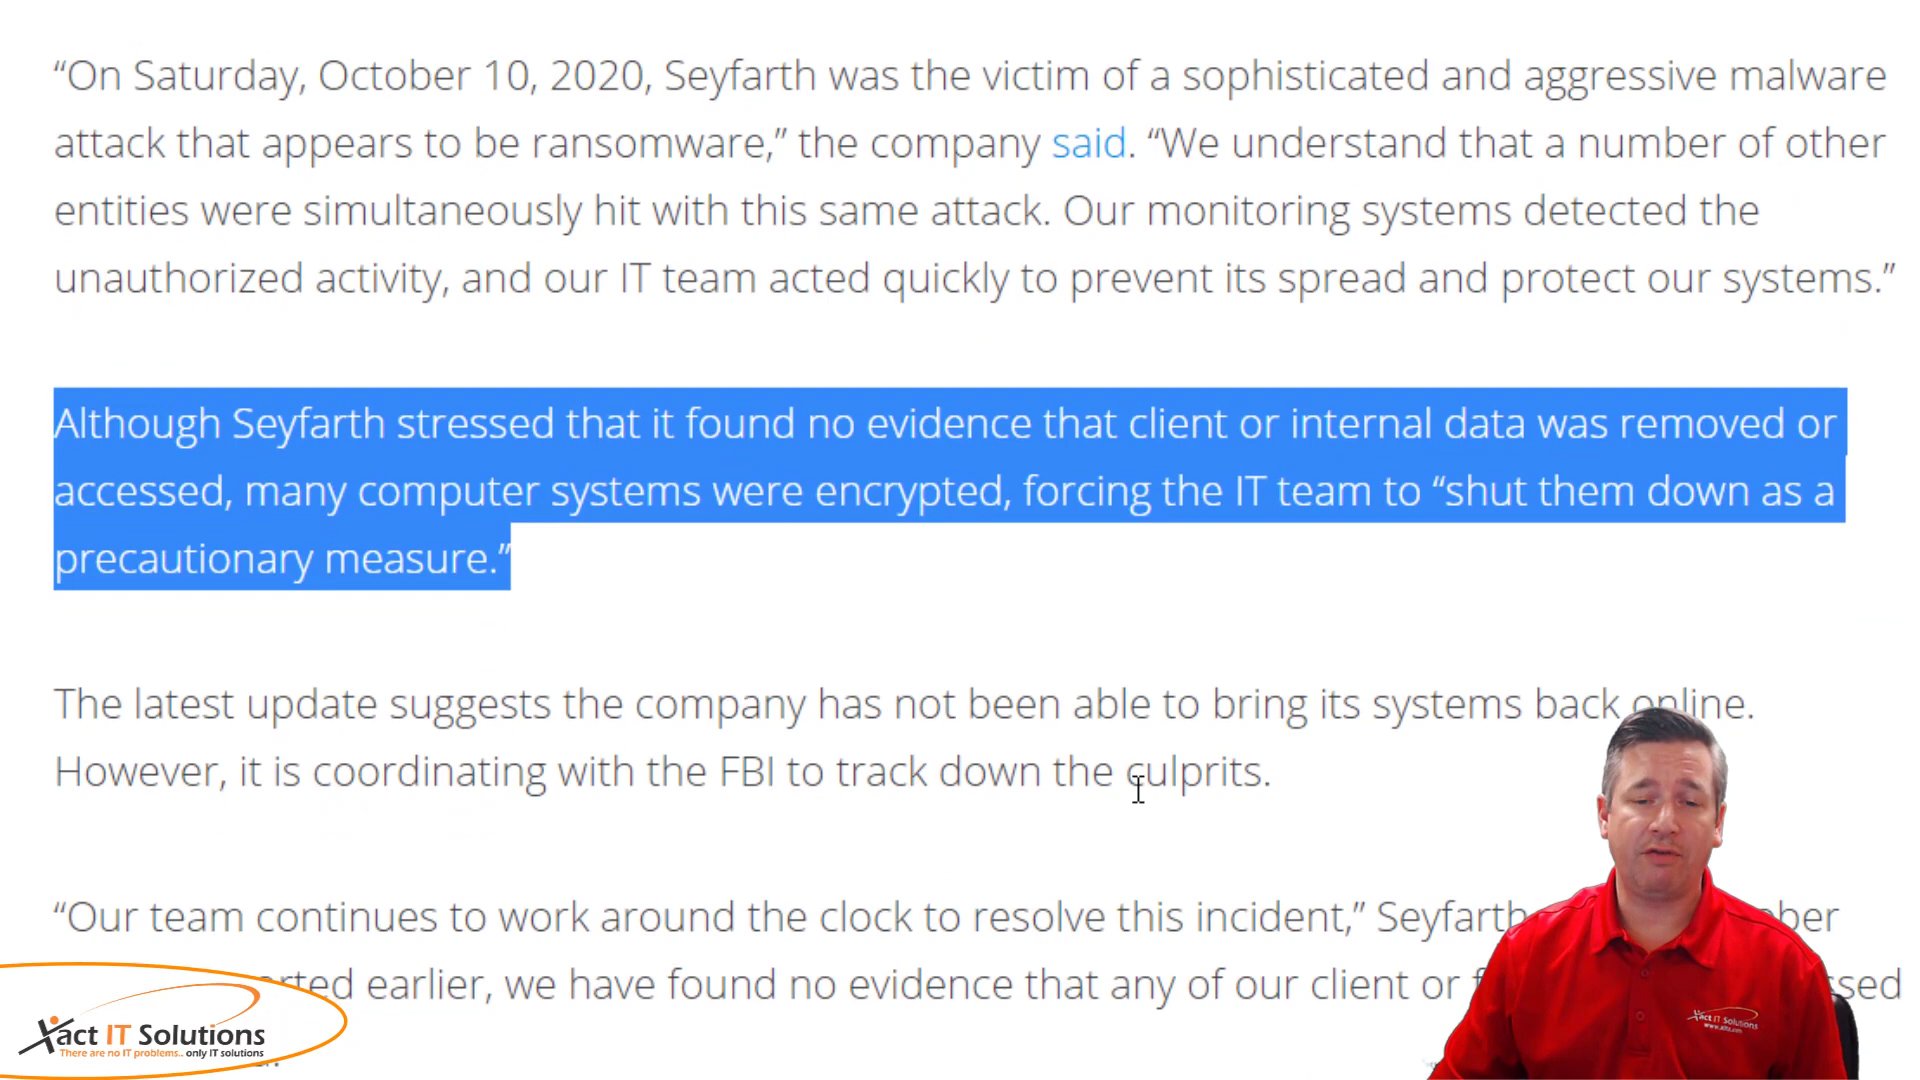 “On Saturday, October 10, 2020, Seyfarth was the victim of a sophisticated and aggressive malware
attack that appears to be ransomware,” the company said. “We understand that a number of other
entities were simultaneously hit with this same attack. Our monitoring systems detected the
unauthorized activity, and our IT team acted quickly to prevent its spread and protect our systems.”
Although Seyfarth stressed that it found no evidence that client or internal data was removed or
accessed, many computer systems were encrypted, forcing the IT team to “shut them down as a
precautionary measure.”
The latest update suggests the company has not been able to bring its systems back online.
However, it is coordinating with the FBI to track down the culprits.
“Our team continues to work around the clock to resolve this incident,” Seyfarth
earlier, we have found no evidence that any of our client or
Xact IT Solutions
There are no IT problems.. only IT solutions
Xact IT Solutions